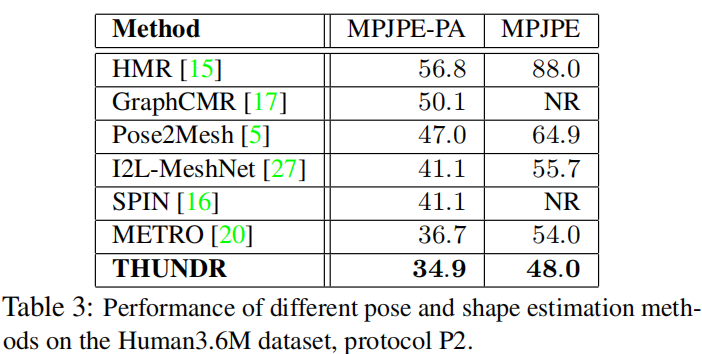 Method MPJPE-PA MPJPE
HMR [15] 56.8 88.0
GraphCMR [17] 50.1 NR
Pose2Mesh [5] 47.0 64.9
I2L-MeshNet [27] 41.1 55.7
SPIN [16] 41.1 NR
METRO [20] 36.7 54.0
THUNDR 34.9 48.0
Table 3: Performance of different pose and shape estimation meth-
ods on the Human3.6M dataset, protocol P2.